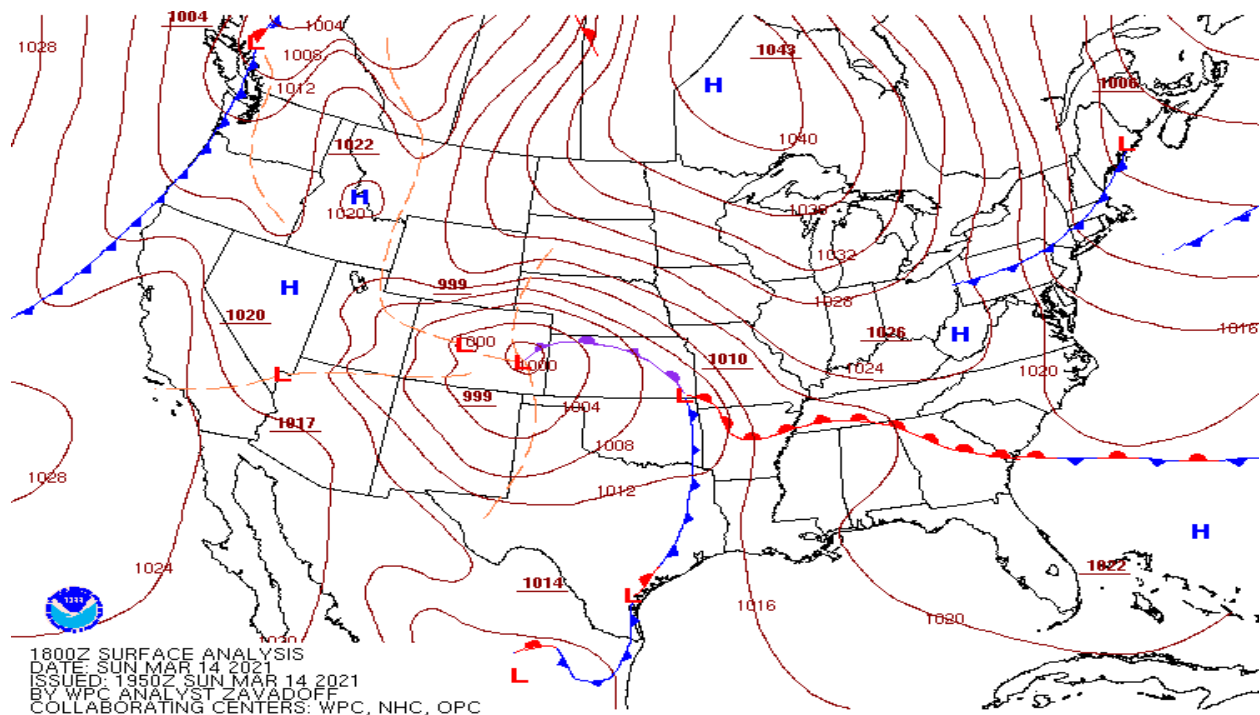 1004
1004
1028
1008
1012
1043
1006
1040
1022
1020
1036
1032
999
1028
1020
1016
1000
1026
1010
1000
1024
1020
999
1004
1017
1008
1028
1012
1024
1014
1022
1016
1020
H
H
H
H
H
L
L
L
L
L
L
L
L
1020
1800Z SURFACE ANALYSIS
DATE: SUN MAR 14 2021
ISSUED: 1950Z SUN MAR 14 2021
BY WPC ANALYST ZAVADOFF
COLLABORATING CENTERS: WPC, NHC, OPC